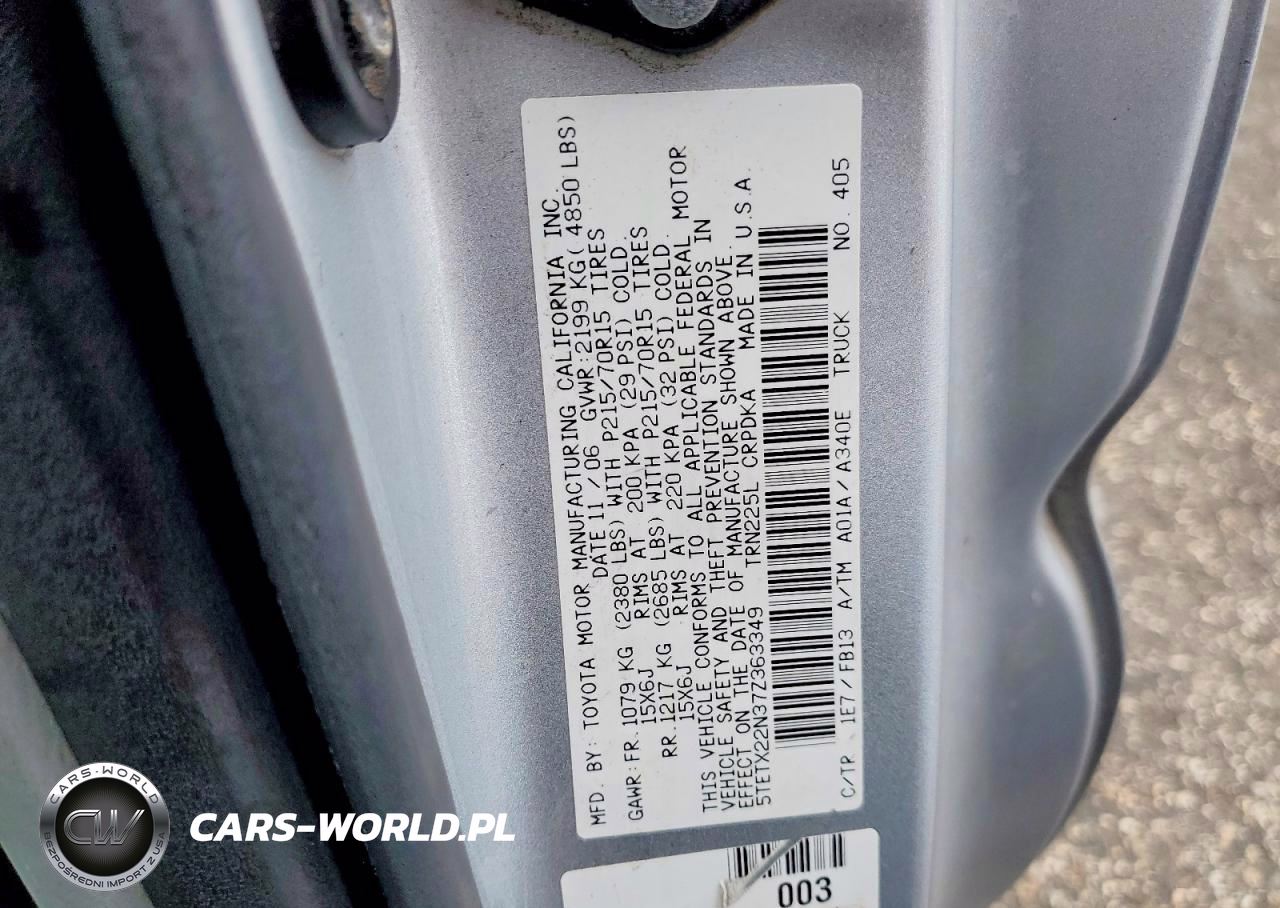 MFD. BY: TOYOTA MOTOR MANUFACTURING CALIFORNIA INC.
DATE 11 / 06 GVWR: 2199 KG ( 4850 LBS)
GAWR: FR. 1079 KG (2380 LBS) WITH P215/70R15 TIRES
15X6J RIMS AT 200 KPA (29 PSI) COLD.
RR. 1217 KG (2685 LBS) WITH P215/70R15 TIRES
15X6J RIMS AT 220 KPA (32 PSI) COLD.
THIS VEHICLE CONFORMS TO ALL APPLICABLE FEDERAL MOTOR
VEHICLE SAFETY AND THEFT PREVENTION STANDARDS IN
EFFECT ON THE DATE OF MANUFACTURE SHOWN ABOVE.
5TETX22N37Z363349 TRN225L CRPDKA MADE IN U.S.A.
C/TR 1E7 / FB13 A/TM A01A / A340E TRUCK NO. 405
003
CARS-WORLD
CW
BEZPOŚREDNI IMPORT Z USA
CARS-WORLD.PL